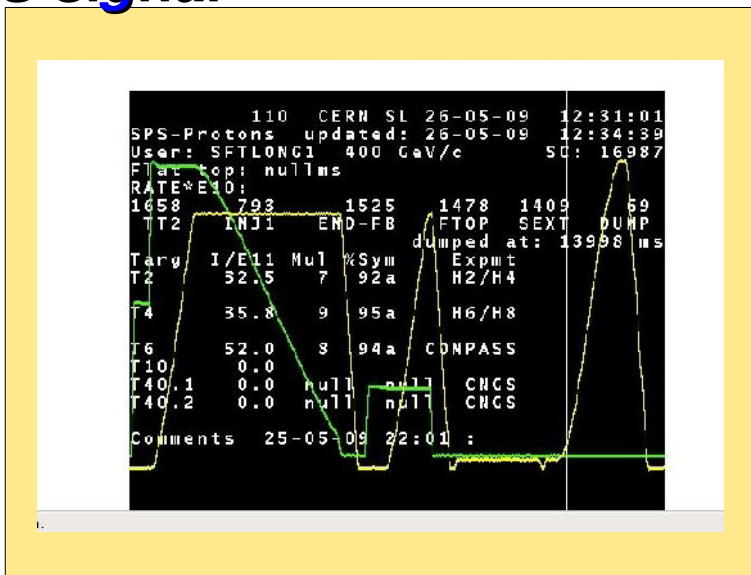 signal
110 CERN SL 26-05-09 12:31:01
SPS-Protons updated: 26-05-09 12:34:39
User: SFTLONG1 400 GeV/c SC: 16987
Flat top: nullms
RATE*E10:
1658 793 1525 1478 1409 69
TT2 INJ1 END-FB FTOP SEXT DUMP
dumped at: 13998 ms
Targ I/E11 Mul %Sym Expmt
T2 32.5 7 92a H2/H4
T4 35.8 9 95a H6/H8
T6 52.0 8 94a COMPASS
T10 0.0
T40.1 0.0 null null CNGS
T40.2 0.0 null null CNGS
Comments 25-05-09 22:01 :